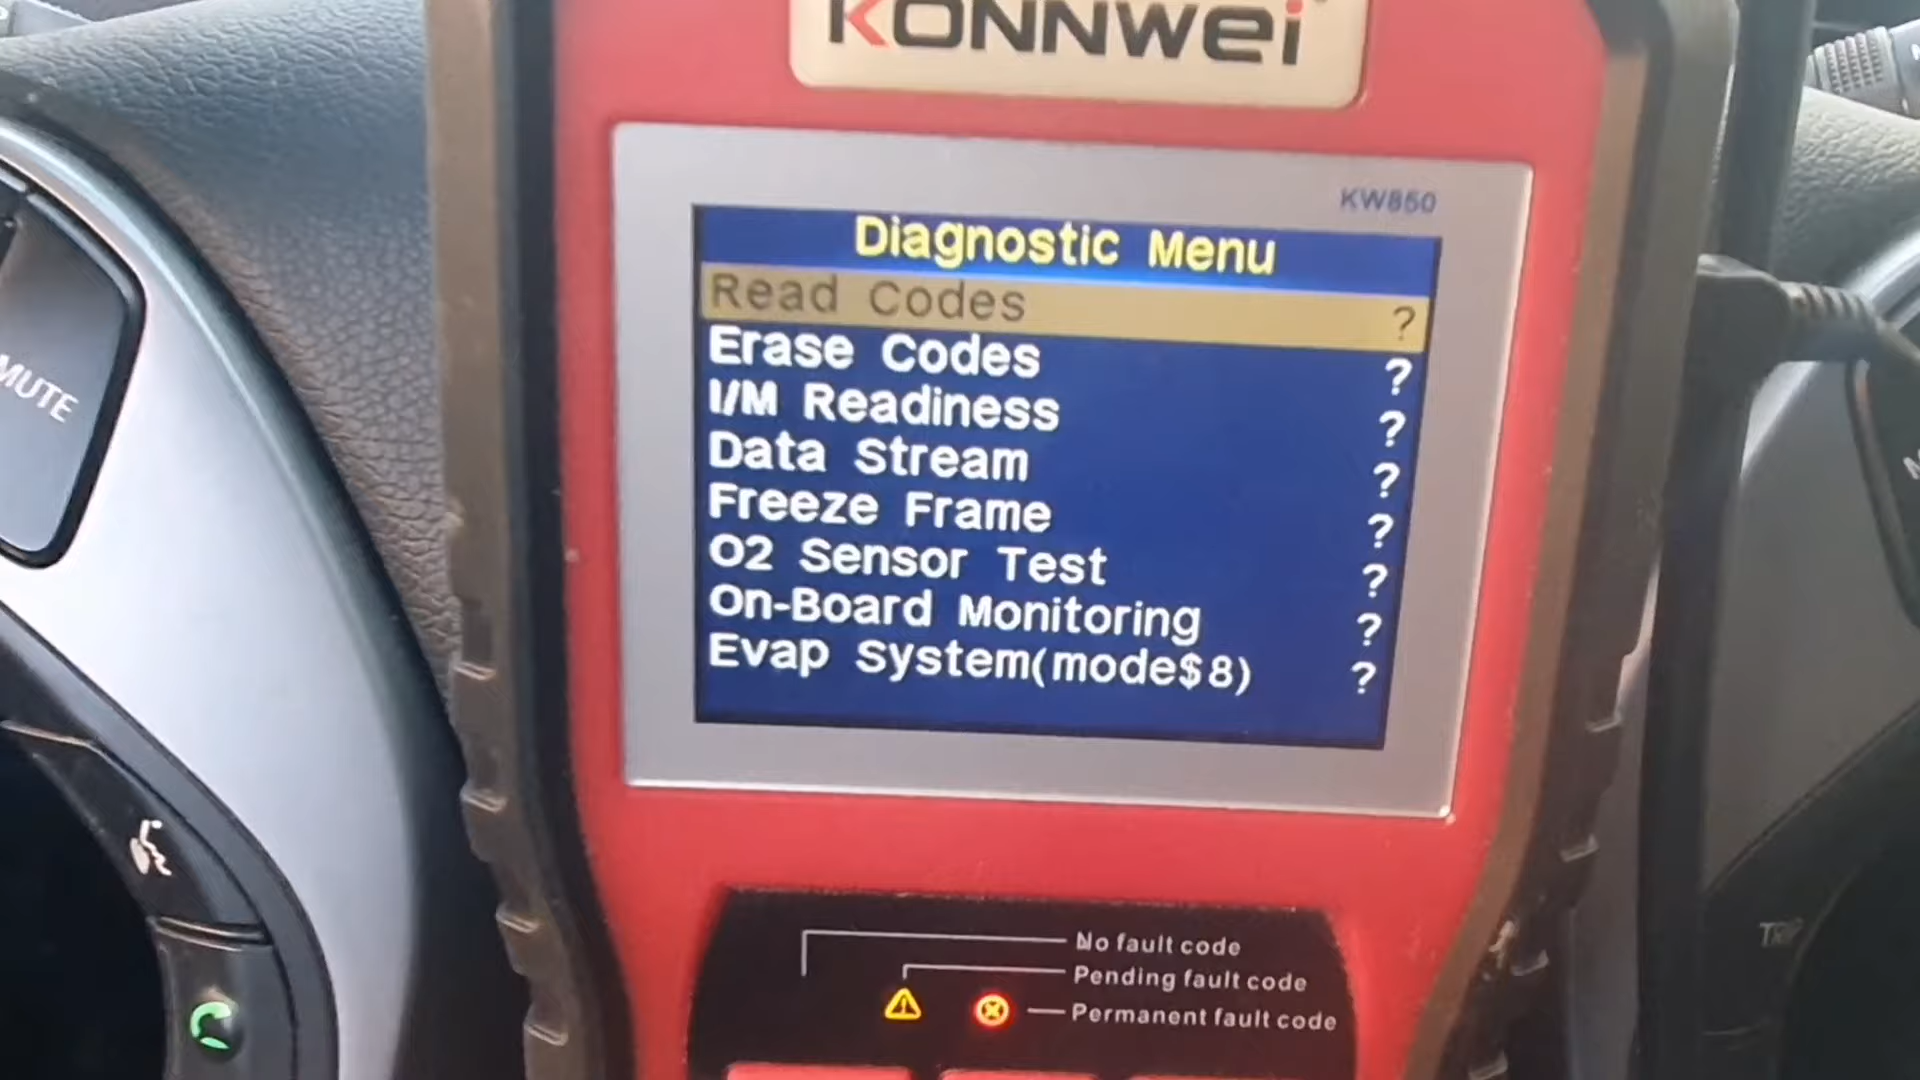 KONNWEI
KW850
Diagnostic Menu
Read Codes ?
Erase Codes ?
I/M Readiness ?
Data Stream ?
Freeze Frame ?
O2 Sensor Test ?
On-Board Monitoring ?
Evap System(mode$8) ?
MUTE
No fault code
Pending fault code
Permanent fault code